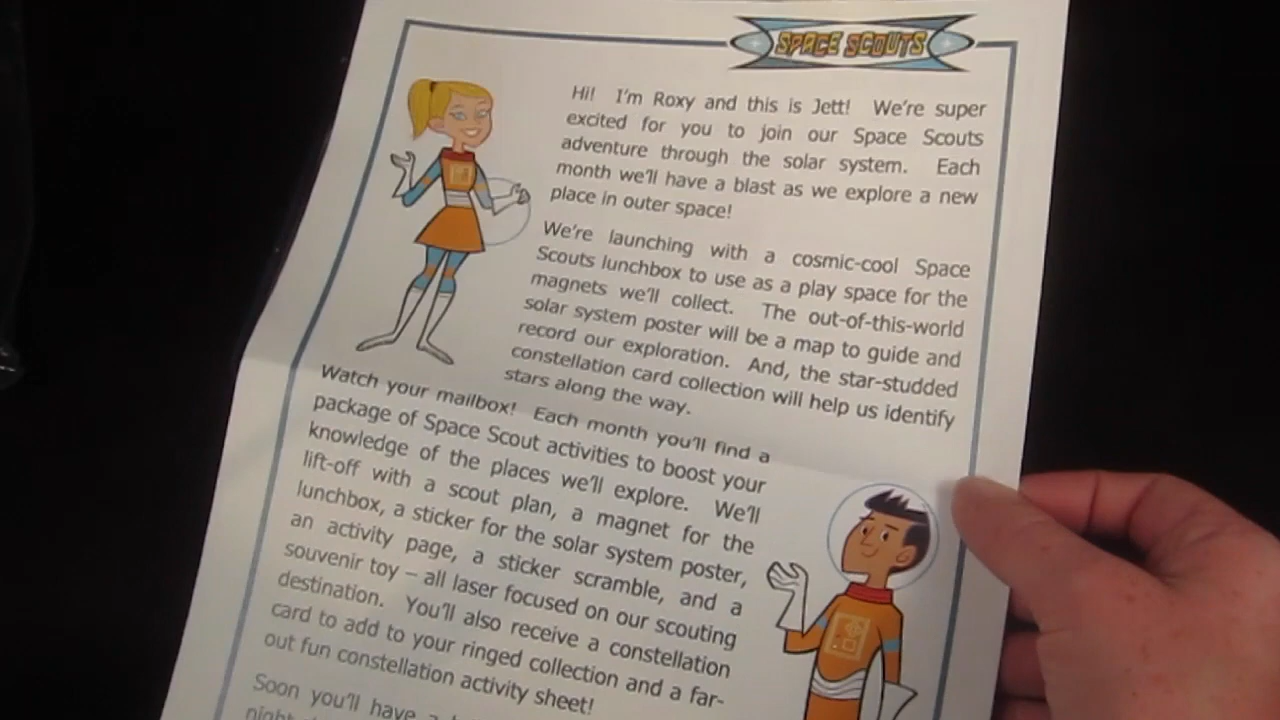 SPACE SCOUTS
Hi! I'm Roxy and this is Jett! We're super
excited for you to join our Space Scouts
adventure through the solar system. Each
month we'll have a blast as we explore a new
place in outer space!
We're launching with a cosmic-cool Space
Scouts lunchbox to use as a play space for the
magnets we'll collect. The out-of-this-world
solar system poster will be a map to guide and
record our exploration. And, the star-studded
constellation card collection will help us identify
stars along the way.
Watch your mailbox! Each month you'll find a
package of Space Scout activities to boost your
knowledge of the places we'll explore. We'll
lift-off with a scout plan, a magnet for the
lunchbox, a sticker for the solar system poster,
an activity page, a sticker scramble, and a
souvenir toy – all laser focused on our scouting
destination. You'll also receive a constellation
card to add to your ringed collection and a far-
out fun constellation activity sheet!
Soon you'll have a
night